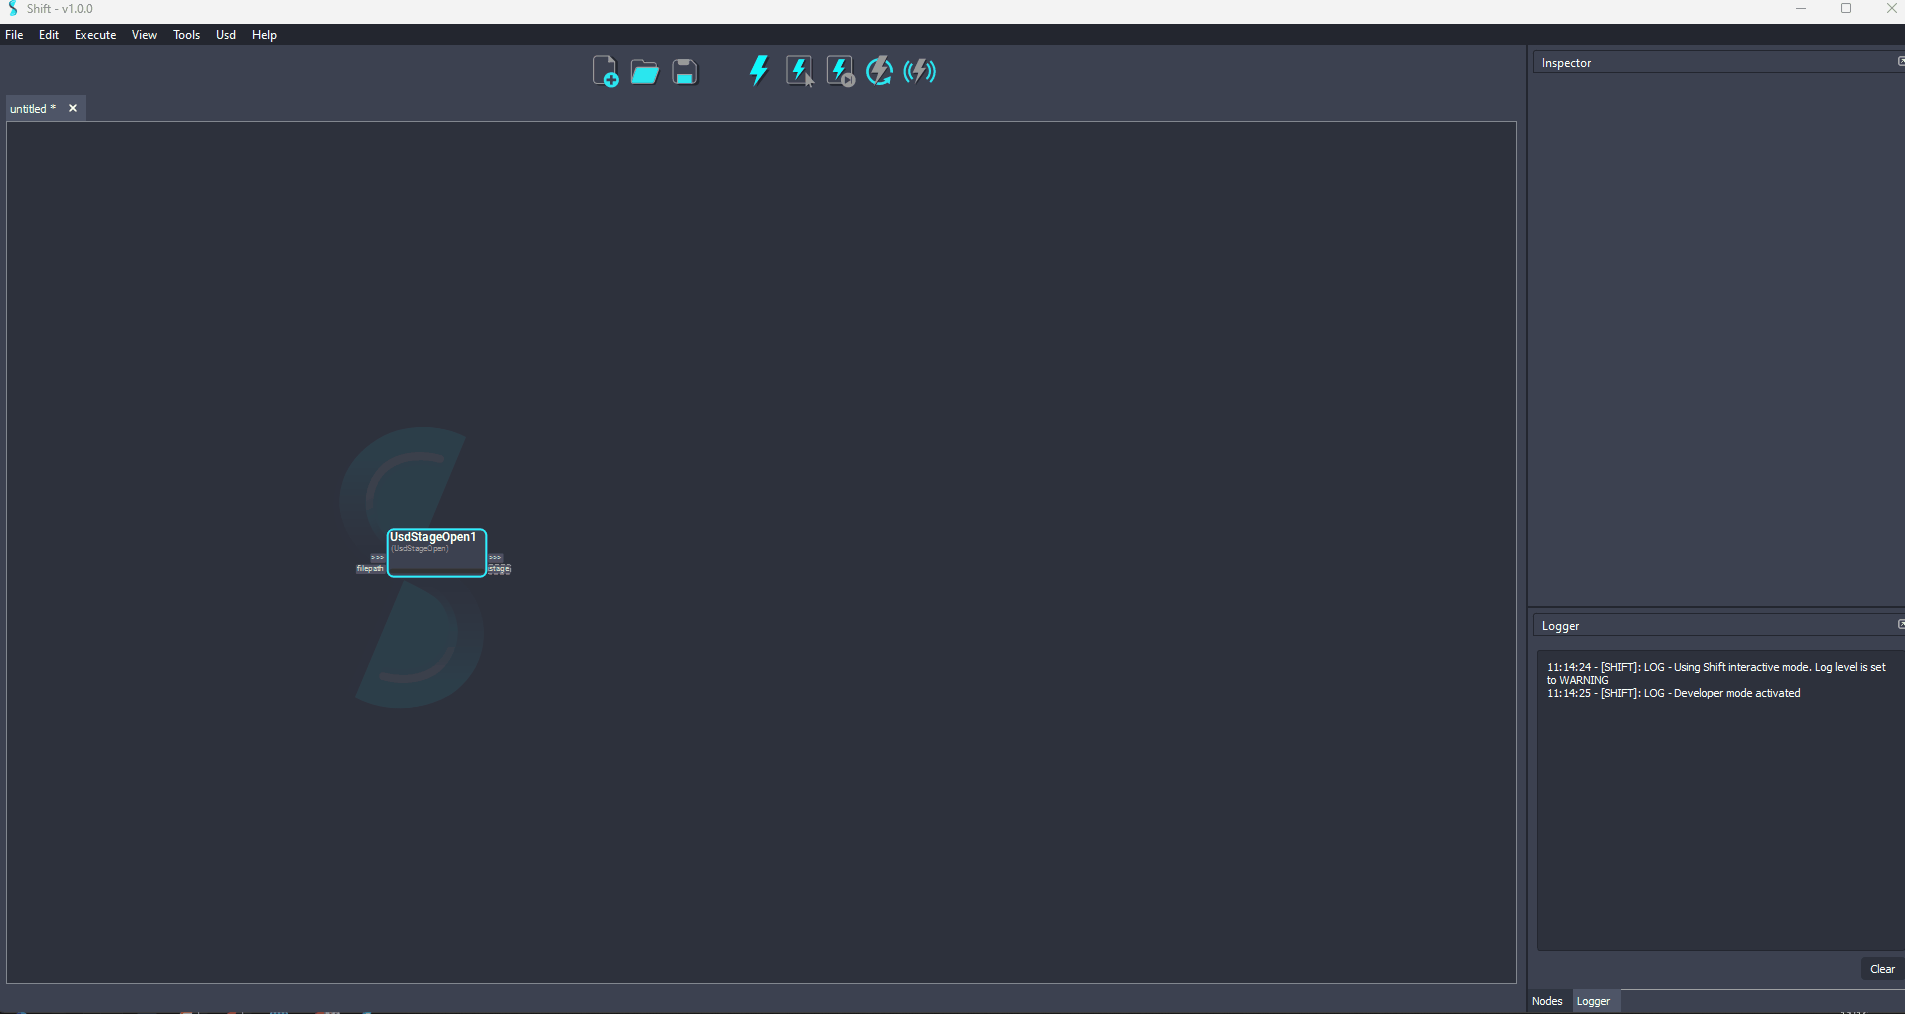 Shift - v1.0.0
File Edit Execute View Tools Usd Help
Inspector
untitled *
UsdStageOpen1
{UsdStageOpen}
>>> >>>
filepath stage
Logger
11:14:24 - [SHIFT]: LOG - Using Shift interactive mode. Log level is set
to WARNING
11:14:25 - [SHIFT]: LOG - Developer mode activated
Clear
Nodes Logger